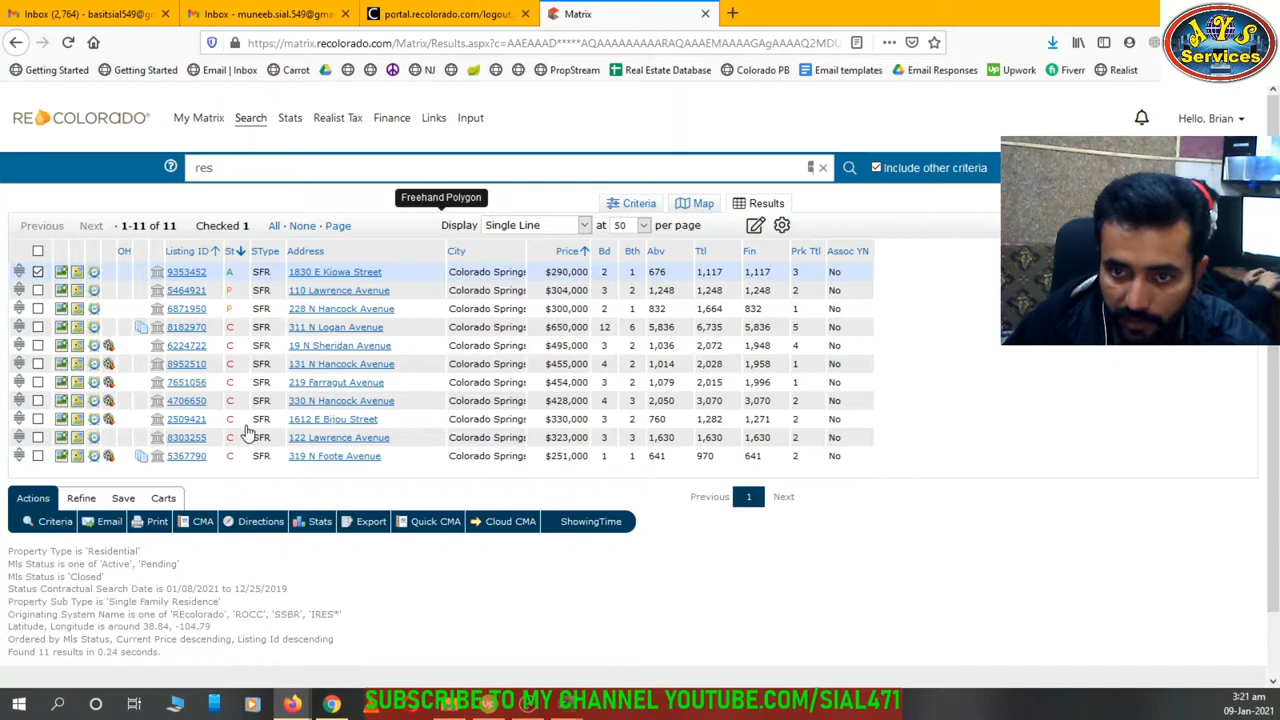 Inbox (2,764) - basitsial549@g
Inbox - muneeb.sial.549@gma
portal.recolorado.com/logout
Matrix
https://matrix.recolorado.com/Matrix/Results.aspx?c=AAEAAAD*****AQAAAAAAAAARAQAAAEMAAAAGAgAAAAQ2MDU
Getting Started
Getting Started
Email | Inbox
Carrot
NJ
PropStream
Real Estate Database
Colorado PB
Email templates
Email Responses
Upwork
Fiverr
Realist
AYS
Services
RECOLORADO
My Matrix
Search
Stats
Realist Tax
Finance
Links
Input
Hello, Brian
res
Include other criteria
Freehand Polygon
Criteria
Map
Results
Previous Next · 1-11 of 11 Checked 1 All · None · Page Display Single Line at 50 per page
OH Listing ID St SType Address City Price Bd Bth Abv Ttl Fin Prk Ttl Assoc YN
9353452 A SFR 1830 E Kiowa Street Colorado Springs $290,000 2 1 676 1,117 1,117 3 No
5464921 P SFR 110 Lawrence Avenue Colorado Springs $304,000 3 2 1,248 1,248 1,248 2 No
6871950 P SFR 228 N Hancock Avenue Colorado Springs $300,000 2 1 832 1,664 832 1 No
8182970 C SFR 311 N Logan Avenue Colorado Springs $650,000 12 6 5,836 6,735 5,836 5 No
6224722 C SFR 19 N Sheridan Avenue Colorado Springs $495,000 3 2 1,036 2,072 1,948 4 No
8952510 C SFR 131 N Hancock Avenue Colorado Springs $455,000 4 2 1,014 2,028 1,958 1 No
7651056 C SFR 219 Farragut Avenue Colorado Springs $454,000 3 2 1,079 2,015 1,996 1 No
4706650 C SFR 330 N Hancock Avenue Colorado Springs $428,000 4 3 2,050 3,070 3,070 2 No
2509421 C SFR 1612 E Bijou Street Colorado Springs $330,000 3 2 760 1,282 1,271 2 No
8303255 C SFR 122 Lawrence Avenue Colorado Springs $323,000 3 3 1,630 1,630 1,630 2 No
5367790 C SFR 319 N Foote Avenue Colorado Springs $251,000 1 1 641 970 641 2 No
Actions Refine Save Carts
Previous 1 Next
Criteria Email Print CMA Directions Stats Export Quick CMA Cloud CMA ShowingTime
Property Type is 'Residential'
Mls Status is one of 'Active', 'Pending'
Mls Status is 'Closed'
Status Contractual Search Date is 01/08/2021 to 12/25/2019
Property Sub Type is 'Single Family Residence'
Originating System Name is one of 'REcolorado', 'ROCC', 'SSBR', 'IRES*'
Latitude, Longitude is around 38.84, -104.79
Ordered by Mls Status, Current Price descending, Listing Id descending
Found 11 results in 0.24 seconds.
SUBSCRIBE TO MY CHANNEL YOUTUBE.COM/SIAL471
3:21 am
09-Jan-2021